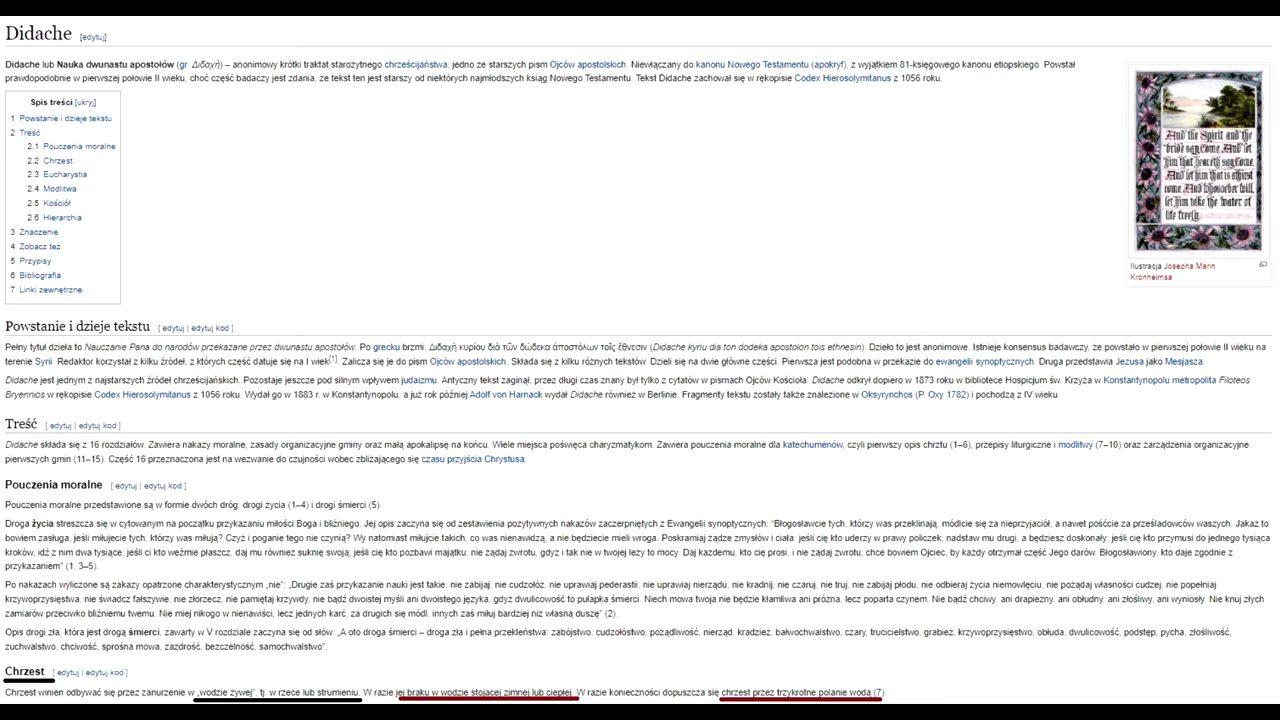 Didache [edytuj]
Didache lub Nauka dwunastu apostołów (gr. Διδαχή) – anonimowy krótki traktat starożytnego chrześcijaństwa, jedno ze starszych pism Ojców apostolskich. Niewłączany do kanonu Nowego Testamentu (apokryf), z wyjątkiem 81-księgowego kanonu etiopskiego. Powstał
prawdopodobnie w pierwszej połowie II wieku, choć część badaczy jest zdania, że tekst ten jest starszy od niektórych najmłodszych ksiąg Nowego Testamentu. Tekst Didache zachował się w rękopisie Codex Hierosolymitanus z 1056 roku.
Spis treści [ukryj]
1 Powstanie i dzieje tekstu
2 Treść
2.1 Pouczenia moralne
2.2 Chrzest
2.3 Eucharystia
2.4 Modlitwa
2.5 Kościół
2.6 Hierarchia
3 Znaczenie
4 Zobacz też
5 Przypisy
6 Bibliografia
7 Linki zewnętrzne
And the Spirit and the
bride say, Come. And let
him that heareth say, Come.
And let him that is athirst
come. And whosoever will,
let him take the water of
life freely.
Ilustracja Josepha Martin
Kronheimsa
Powstanie i dzieje tekstu [ edytuj | edytuj kod ]
Pełny tytuł dzieła to Nauczanie Pana do narodów przekazane przez dwunastu apostołów. Po grecku brzmi: Διδαχὴ κυρίου διὰ τῶν δώδεκα ἀποστόλων τοῖς ἔθνεσιν (Didache kyriu dia ton dodeka apostolon tois ethnesin). Dzieło to jest anonimowe. Istnieje konsensus badawczy, że powstało w pierwszej połowie II wieku na
terenie Syrii. Redaktor korzystał z kilku źródeł, z których część datuje się na I wiek[1]. Zalicza się je do pism Ojców apostolskich. Składa się z kilku różnych tekstów. Dzieli się na dwie główne części. Pierwsza jest podobna w przekazie do ewangelii synoptycznych. Druga przedstawia Jezusa jako Mesjasza.
Didache jest jednym z najstarszych źródeł chrześcijańskich. Pozostaje jeszcze pod silnym wpływem judaizmu. Antyczny tekst zaginął, przez długi czas znany był tylko z cytatów w pismach Ojców Kościoła. Didache odkrył dopiero w 1873 roku w bibliotece Hospicjum św. Krzyża w Konstantynopolu metropolita Filoteos
Bryennios w rękopisie Codex Hierosolymitanus z 1056 roku. Wydał go w 1883 r. w Konstantynopolu, a już rok później Adolf von Harnack wydał Didache również w Berlinie. Fragmenty tekstu zostały także znalezione w Oksyrynchos (P. Oxy 1782) i pochodzą z IV wieku.
Treść [ edytuj | edytuj kod ]
Didache składa się z 16 rozdziałów. Zawiera nakazy moralne, zasady organizacyjne gminy oraz małą apokalipsę na końcu. Wiele miejsca poświęca charyzmatykom. Zawiera pouczenia moralne dla katechumenów, czyli pierwszy opis chrztu (1–6), przepisy liturgiczne i modlitwy (7–10) oraz zarządzenia organizacyjne
pierwszych gmin (11–15). Część 16 przeznaczona jest na wezwanie do czujności wobec zbliżającego się czasu przyjścia Chrystusa.
Pouczenia moralne [ edytuj | edytuj kod ]
Pouczenia moralne przedstawione są w formie dwóch dróg: drogi życia (1–4) i drogi śmierci (5).
Droga życia streszcza się w cytowanym na początku przykazaniu miłości Boga i bliźniego. Jej opis zaczyna się od zestawienia pozytywnych nakazów zaczerpniętych z Ewangelii synoptycznych: "Błogosławcie tych, którzy was przeklinają, módlcie się za nieprzyjaciół, a nawet pośćcie za prześladowców waszych. Jakaż to
bowiem zasługa, jeśli miłujecie tych, którzy was miłują? Czyż i poganie tego nie czynią? Wy natomiast miłujcie takich, co was nienawidzą, a nie będziecie mieli wroga. Poskramiaj żądze zmysłów i ciała: jeśli cię kto uderzy w prawy policzek, nadstaw mu drugi, a będziesz doskonały; jeśli cię kto przymusi do jednego tysiąca
kroków, idź z nim dwa tysiące; jeśli ci kto weźmie płaszcz, daj mu również suknię swoją; jeśli cię kto pozbawi majątku, nie żądaj zwrotu, gdyż i tak nie w twojej leży to mocy. Daj każdemu, kto cię prosi, i nie żądaj zwrotu, chce bowiem Ojciec, by każdy otrzymał część Jego darów. Błogosławiony, kto daje zgodnie z
przykazaniem" (1, 3–5).
Po nakazach wyliczone są zakazy opatrzone charakterystycznym „nie": „Drugie zaś przykazanie nauki jest takie: nie zabijaj, nie cudzołóż, nie uprawiaj pederastii, nie uprawiaj nierządu, nie kradnij, nie czaruj, nie truj, nie zabijaj płodu, nie odbieraj życia niemowlęciu, nie pożądaj własności cudzej, nie popełniaj
krzywoprzysięstwa, nie świadcz fałszywie, nie złorzecz, nie pamiętaj krzywdy, nie bądź dwoistej myśli ani dwoistego języka, gdyż dwulicowość to pułapka śmierci. Niech mowa twoja nie będzie kłamliwa ani próżna, lecz poparta czynem. Nie bądź chciwy, ani drapieżny, ani obłudny, ani złośliwy, ani wyniosły. Nie knuj złych
zamiarów przeciwko bliźniemu twemu. Nie miej nikogo w nienawiści, lecz jednych karć, za drugich się módl, innych zaś miłuj bardziej niż własną duszę" (2).
Opis drogi zła, która jest drogą śmierci, zawarty w V rozdziale zaczyna się od słów: „A oto droga śmierci – droga zła i pełna przekleństwa: zabójstwo, cudzołóstwo, pożądliwość, nierząd, kradzież, bałwochwalstwo, czary, trucicielstwo, grabież, krzywoprzysięstwo, obłuda, dwulicowość, podstęp, pycha, złośliwość,
zuchwalstwo, chciwość, sprośna mowa, zazdrość, bezczelność, samochwalstwo".
Chrzest [ edytuj | edytuj kod ]
Chrzest winien odbywać się przez zanurzenie w „wodzie żywej", tj. w rzece lub strumieniu. W razie jej braku w wodzie stojącej zimnej lub ciepłej. W razie konieczności dopuszcza się chrzest przez trzykrotne polanie wodą (7).